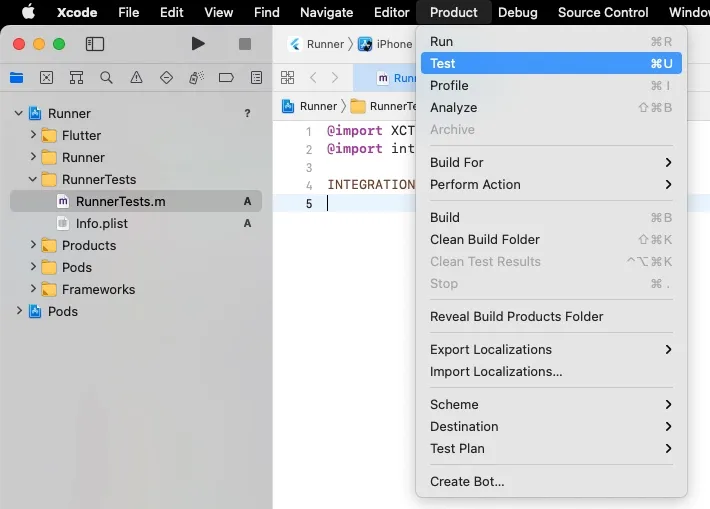 Xcode File Edit View Find Navigate Editor Product Debug Source Control Window
Runner iPhone
Run
Runner RunnerTe
Runner ?
Flutter
Runner
RunnerTests
RunnerTests.m A
Info.plist A
Products
Pods
Frameworks
Pods
1 @import XCT
2 @import int
3
4 INTEGRATION
5
Run ⌘R
Test ⌘U
Profile ⌘I
Analyze ⇧⌘B
Archive
Build For
Perform Action
Build ⌘B
Clean Build Folder ⇧⌘K
Clean Test Results ^⌥⌘K
Stop ⌘.
Reveal Build Products Folder
Export Localizations
Import Localizations...
Scheme
Destination
Test Plan
Create Bot...